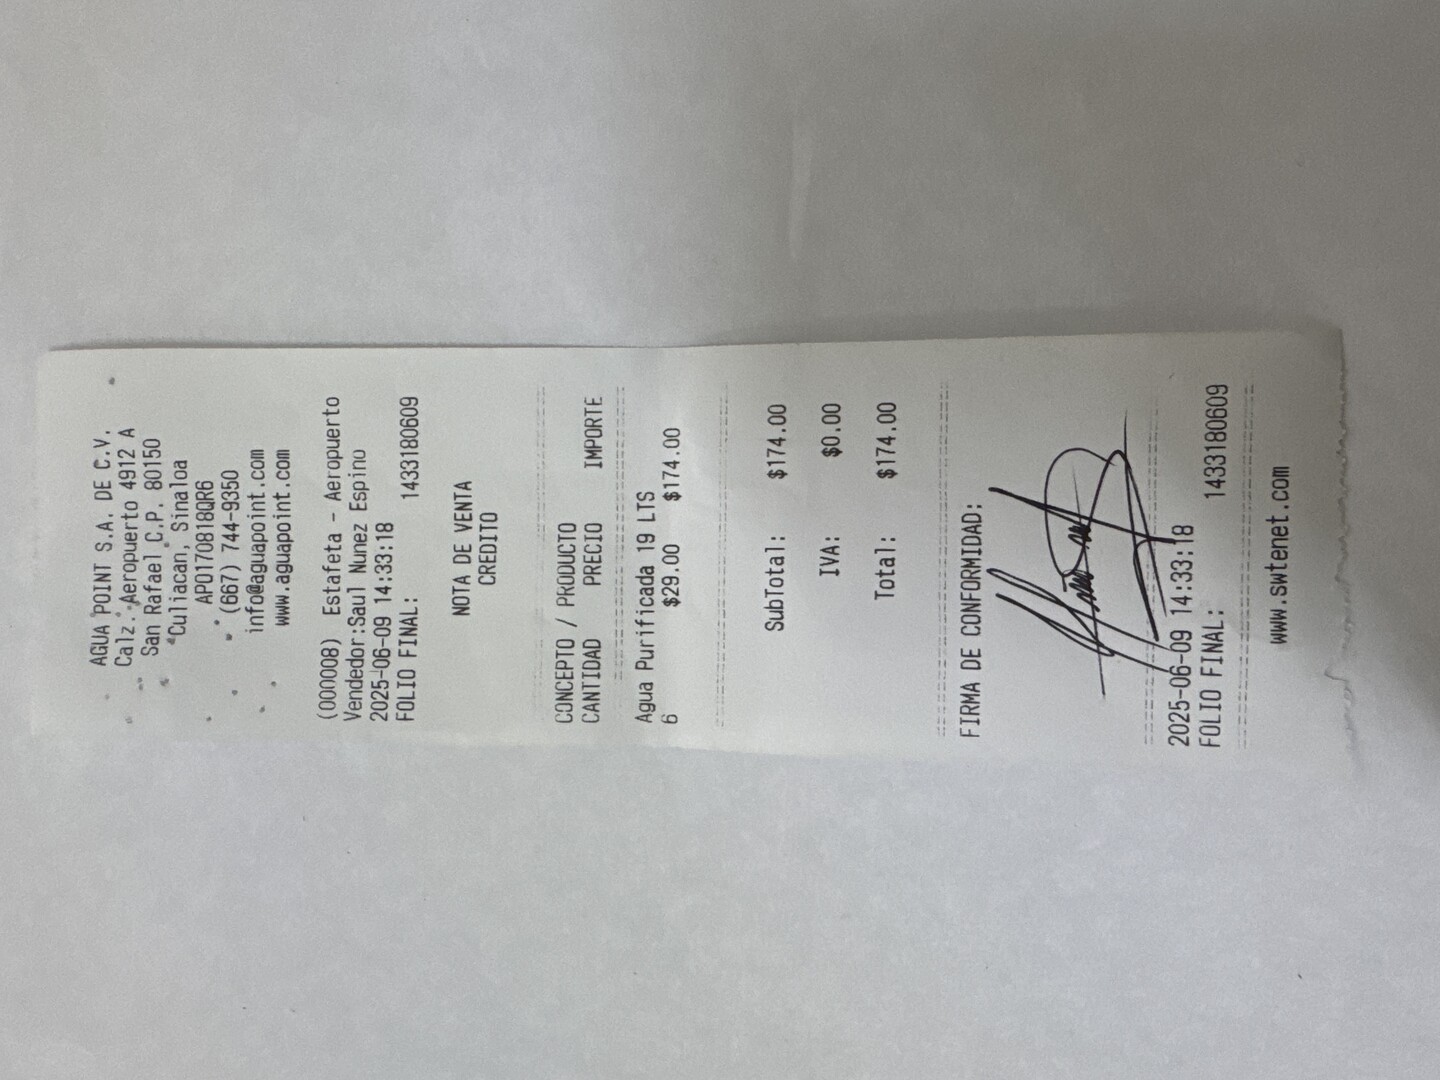 AGUA POINT S.A. DE C.V.
Calz. Aeropuerto 4912 A
San Rafael C.P. 80150
Culiacan, Sinaloa
APO170818QR6
(667) 744-9350
info@aguapoint.com
www.aguapoint.com
(000008) Estafeta - Aeropuerto
Vendedor:Saul Nunez Espino
2025-06-09 14:33:18
FOLIO FINAL: 1433180609
NOTA DE VENTA
CREDITO
CONCEPTO / PRODUCTO
CANTIDAD PRECIO IMPORTE
Agua Purificada 19 LTS
6 $29.00 $174.00
SubTotal: $174.00
IVA: $0.00
Total: $174.00
FIRMA DE CONFORMIDAD:
2025-06-09 14:33:18
FOLIO FINAL: 1433180609
www.swtenet.com